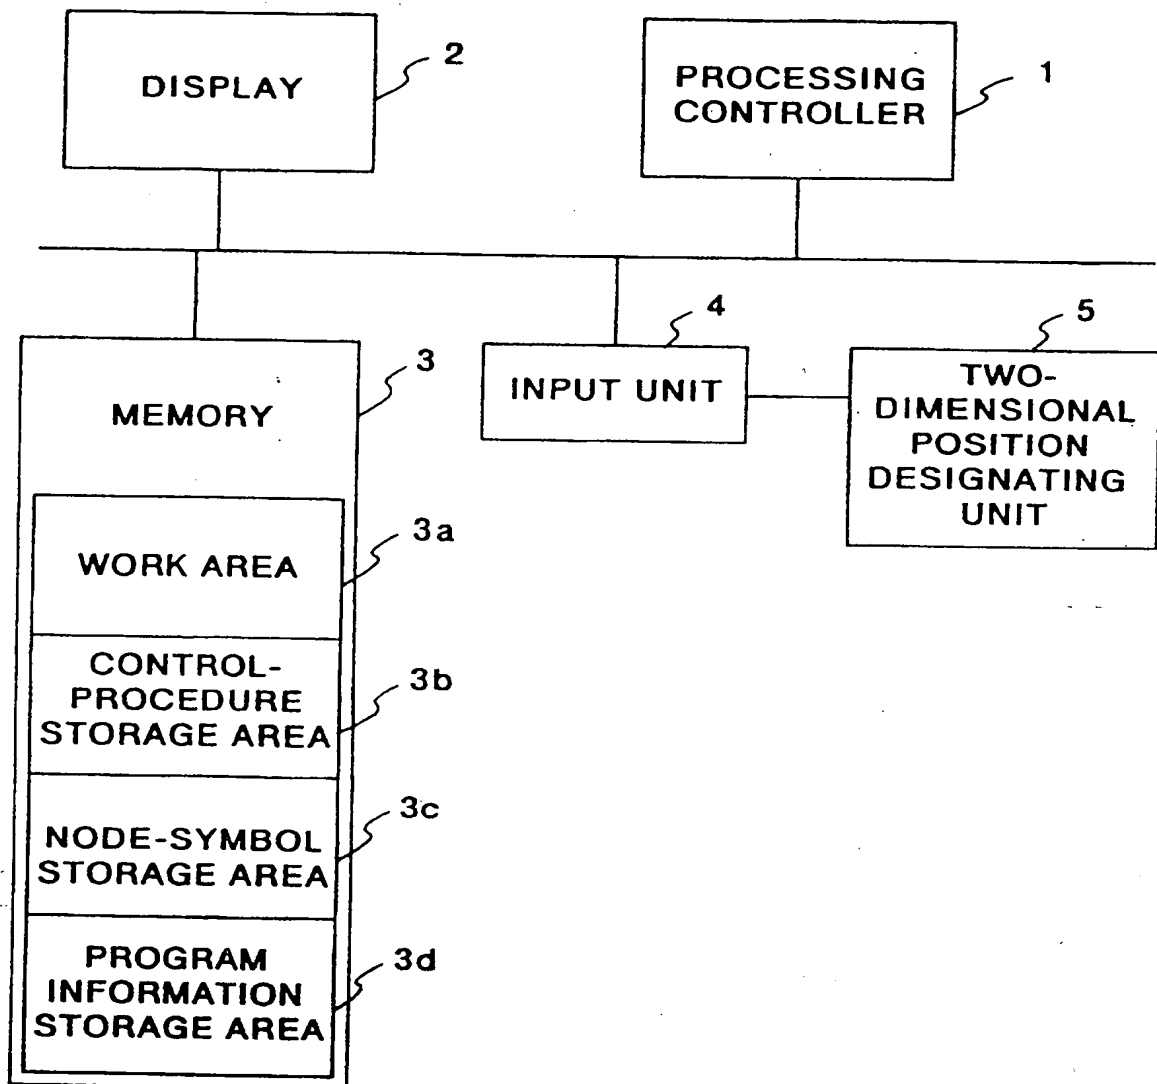 DISPLAY
2
PROCESSING
CONTROLLER
1
MEMORY
3
INPUT UNIT
4
TWO-
DIMENSIONAL
POSITION
DESIGNATING
UNIT
5
WORK AREA
3a
CONTROL-
PROCEDURE
STORAGE AREA
3b
NODE-SYMBOL
STORAGE AREA
3c
PROGRAM
INFORMATION
STORAGE AREA
3d